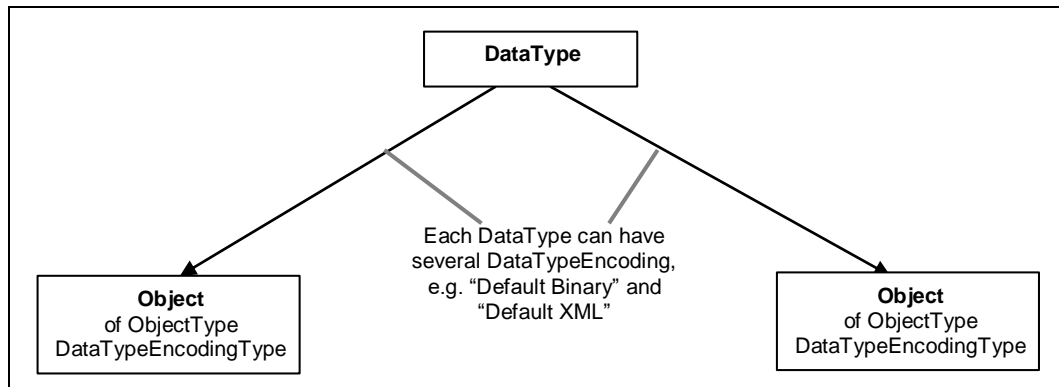 DataType
Each DataType can have
several DataTypeEncoding,
e.g. “Default Binary” and
“Default XML”
Object
of ObjectType
DataTypeEncodingType
Object
of ObjectType
DataTypeEncodingType